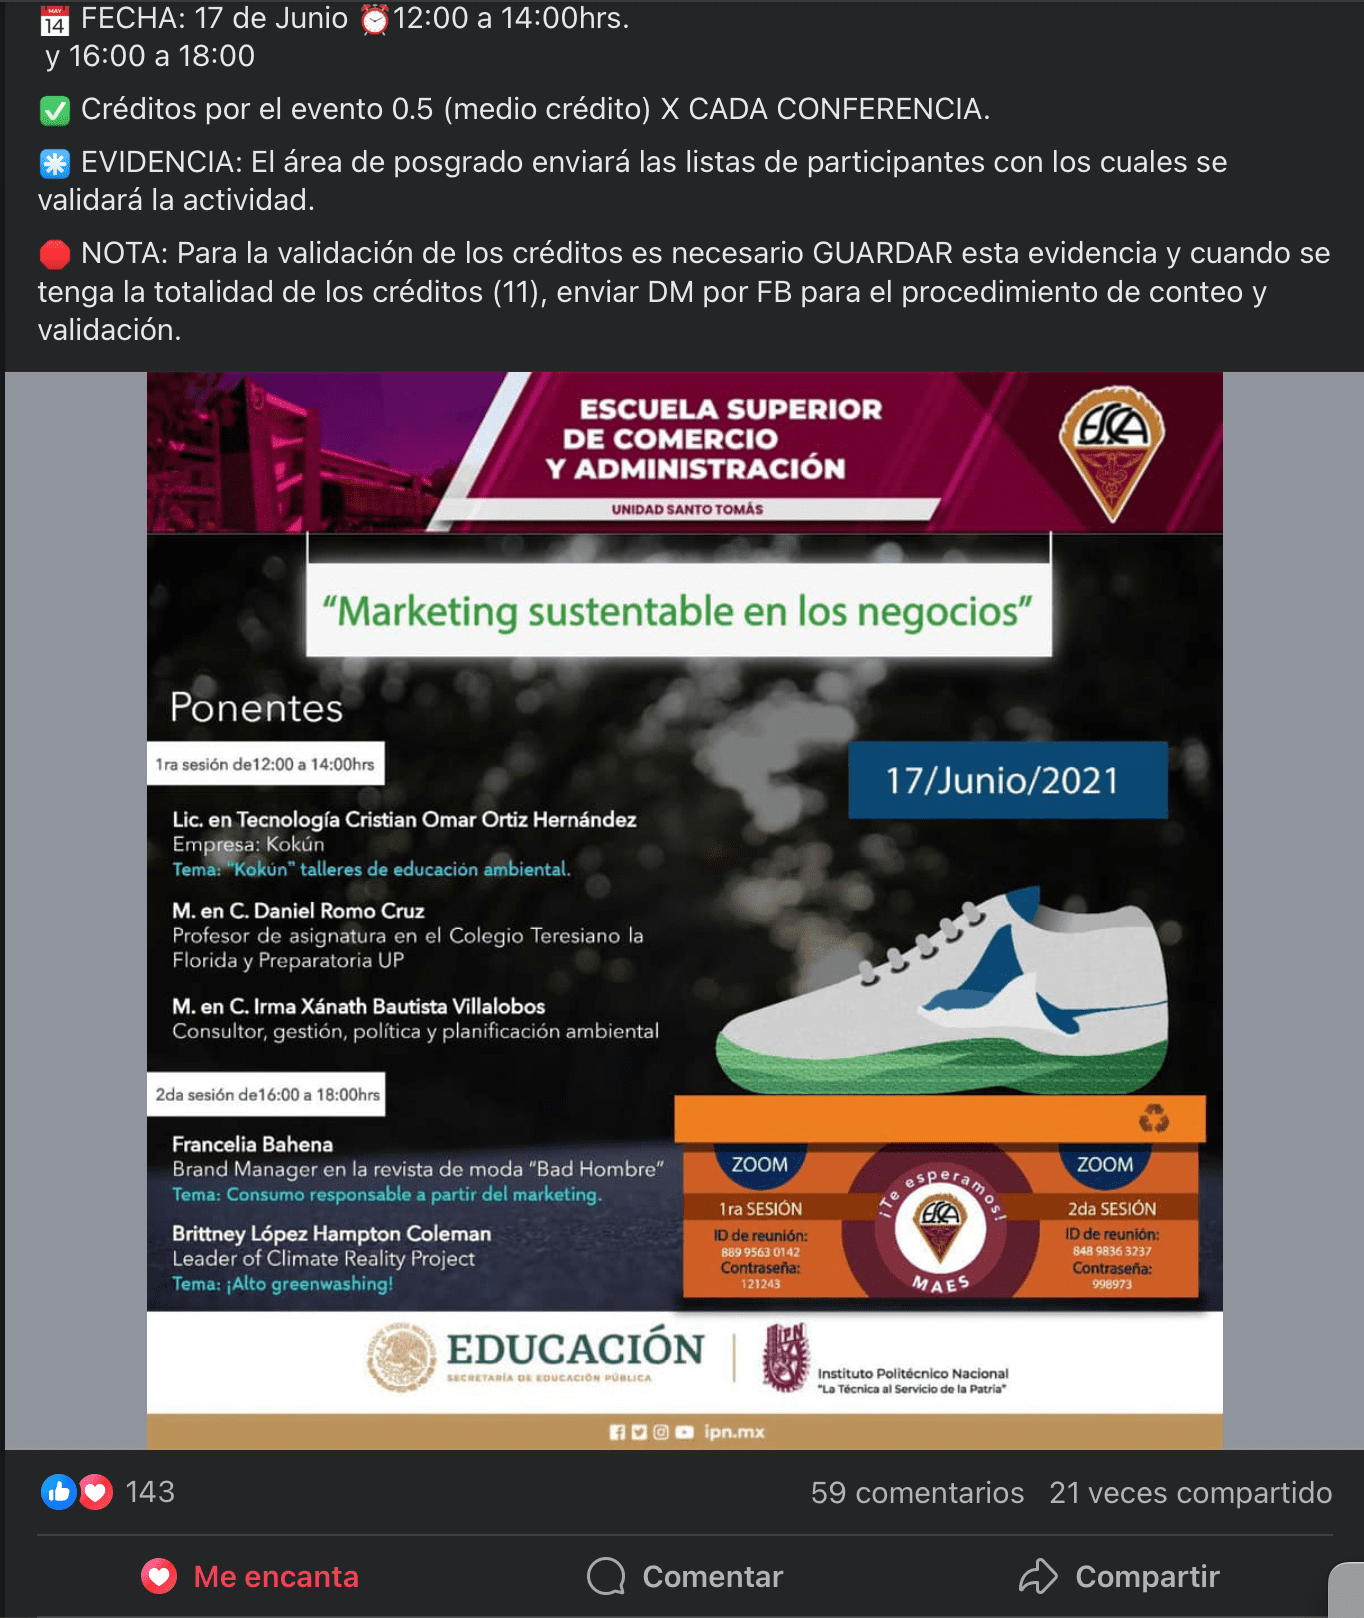 FECHA: 17 de Junio ⏰12:00 a 14:00hrs.
y 16:00 a 18:00
✅ Créditos por el evento 0.5 (medio crédito) X CADA CONFERENCIA.
✳ EVIDENCIA: El área de posgrado enviará las listas de participantes con los cuales se
validará la actividad.
🛑 NOTA: Para la validación de los créditos es necesario GUARDAR esta evidencia y cuando se
tenga la totalidad de los créditos (11), enviar DM por FB para el procedimiento de conteo y
validación.
ESCUELA SUPERIOR
DE COMERCIO
Y ADMINISTRACIÓN
UNIDAD SANTO TOMÁS
ESCA
"Marketing sustentable en los negocios"
Ponentes
1ra sesión de12:00 a 14:00hrs
17/Junio/2021
Lic. en Tecnología Cristian Omar Ortiz Hernández
Empresa: Kokún
Tema: "Kokún" talleres de educación ambiental.
M. en C. Daniel Romo Cruz
Profesor de asignatura en el Colegio Teresiano la
Florida y Preparatoria UP
M. en C. Irma Xánath Bautista Villalobos
Consultor, gestión, política y planificación ambiental
2da sesión de16:00 a 18:00hrs
Francelia Bahena
Brand Manager en la revista de moda "Bad Hombre"
Tema: Consumo responsable a partir del marketing.
Brittney López Hampton Coleman
Leader of Climate Reality Project
Tema: ¡Alto greenwashing!
ZOOM
1ra SESIÓN
ID de reunión:
889 9563 0142
Contraseña:
121243
¡Te esperamos!
ESCA
MAES
ZOOM
2da SESIÓN
ID de reunión:
848 9836 3237
Contraseña:
998973
EDUCACIÓN
SECRETARÍA DE EDUCACIÓN PÚBLICA
IPN
Instituto Politécnico Nacional
"La Técnica al Servicio de la Patria"
ipn.mx
143
59 comentarios 21 veces compartido
Me encanta
Comentar
Compartir